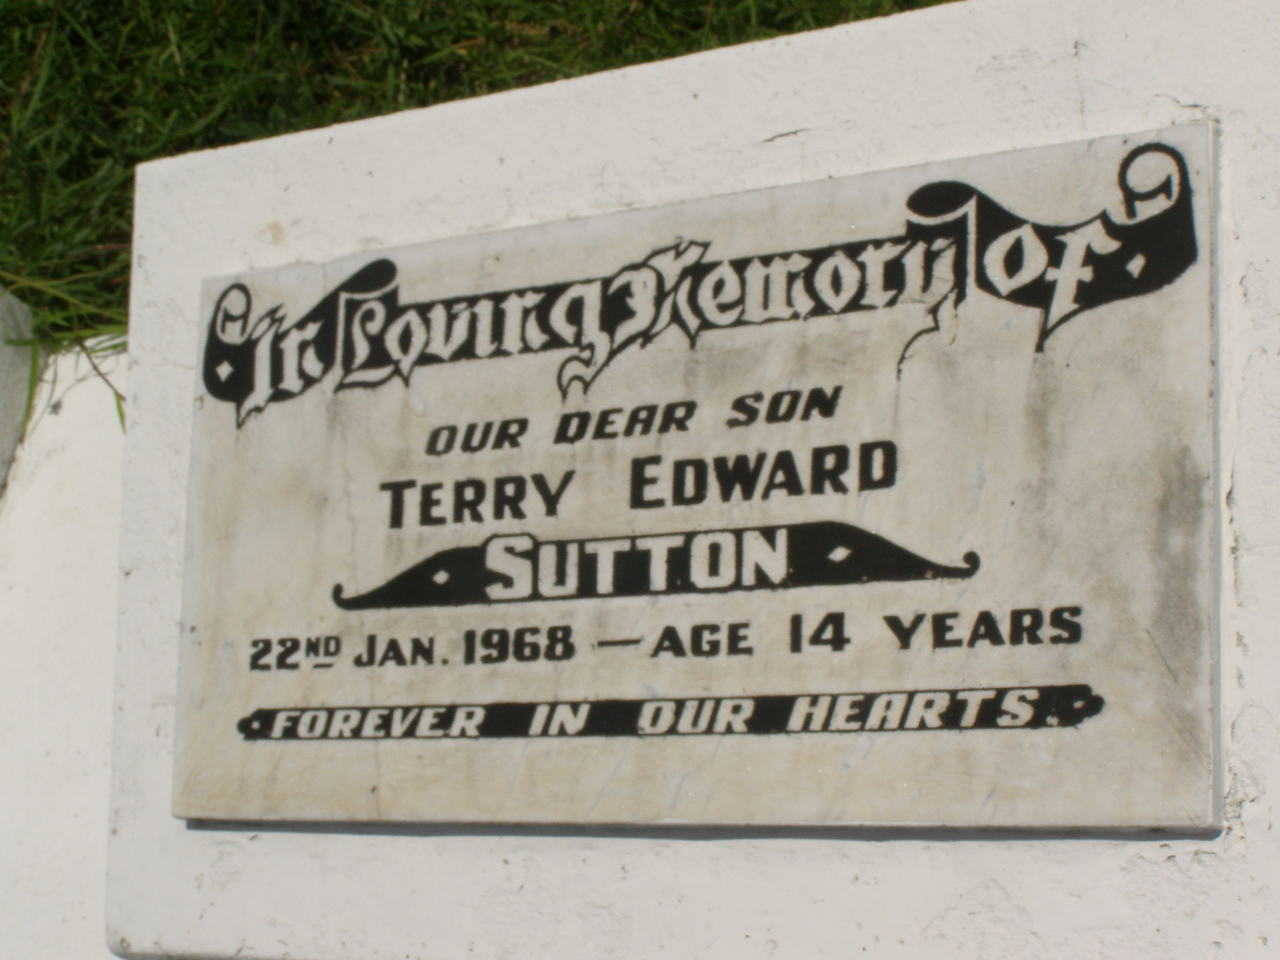 In Loving Memory of
OUR DEAR SON
TERRY EDWARD
SUTTON
22ND JAN. 1968 — AGE 14 YEARS
FOREVER IN OUR HEARTS.